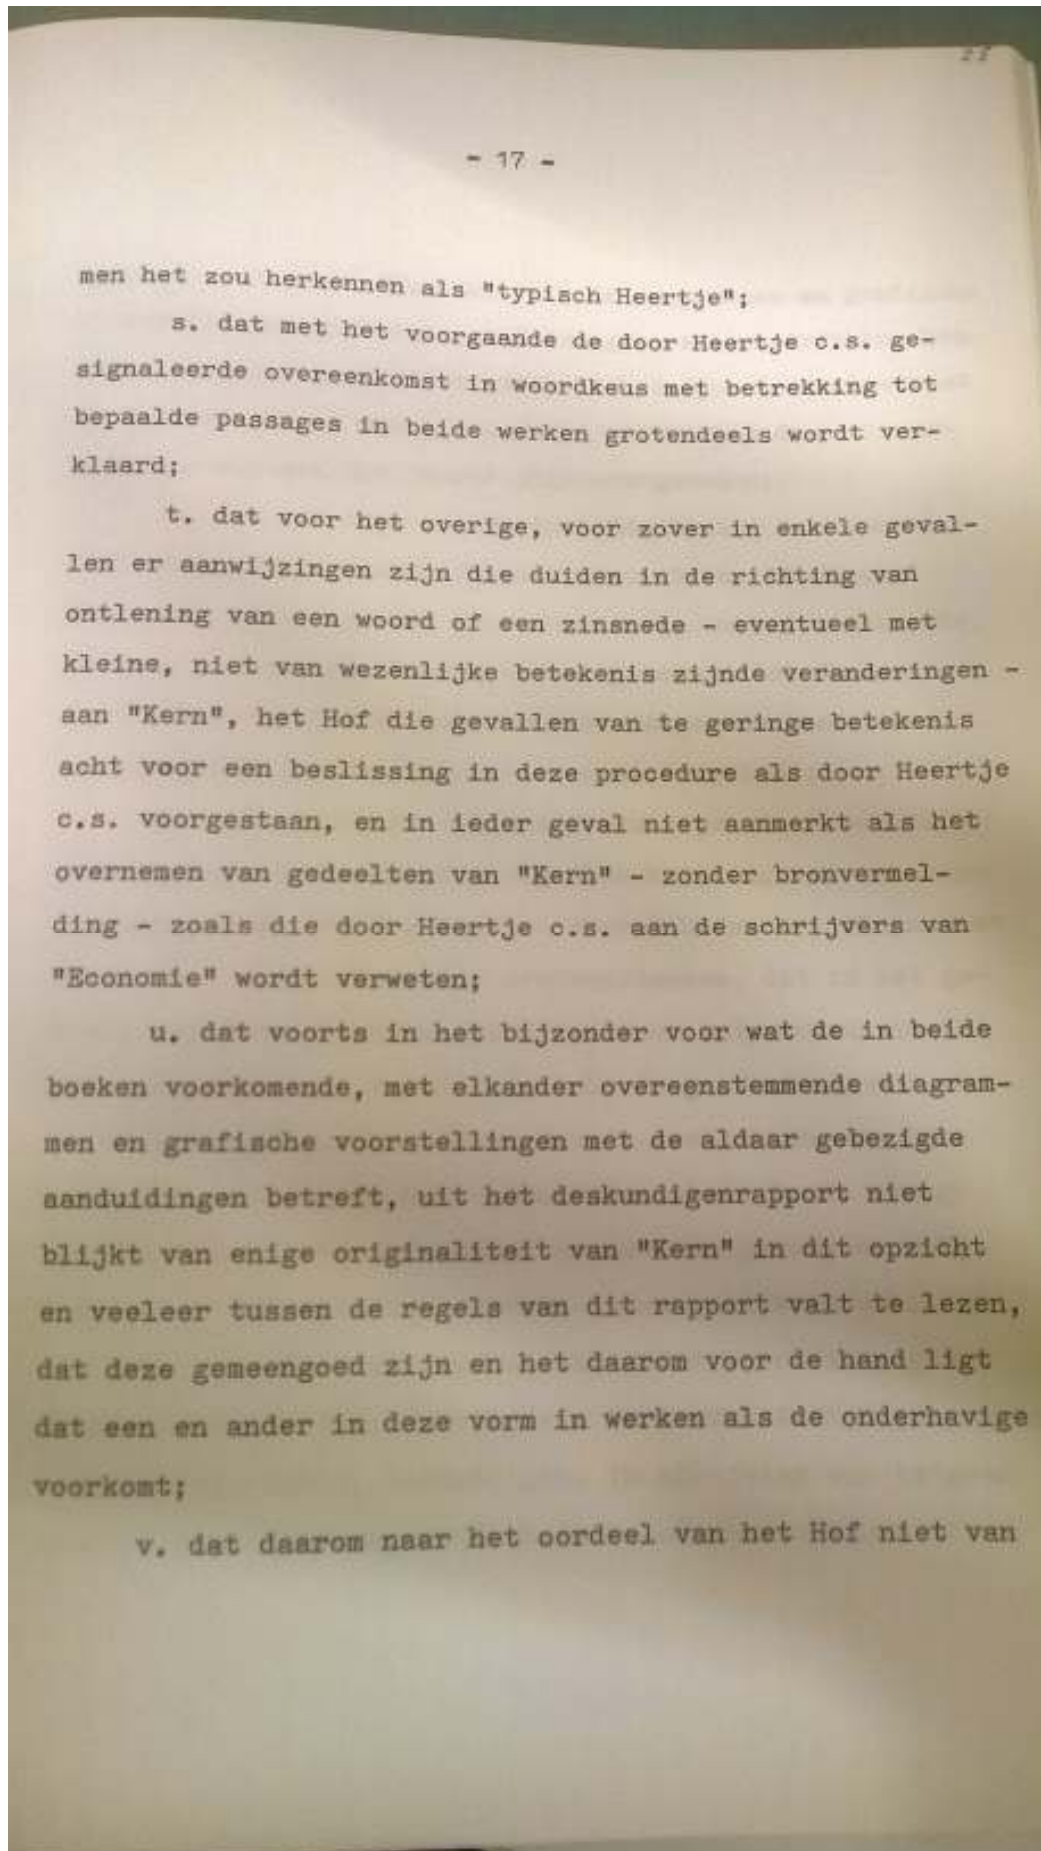 - 17 -
men het zou herkennen als "typisch Heertje";
s. dat met het voorgaande de door Heertje c.s. ge-
signaleerde overeenkomst in woordkeus met betrekking tot
bepaalde passages in beide werken grotendeels wordt ver-
klaard;
t. dat voor het overige, voor zover in enkele geval-
len er aanwijzingen zijn die duiden in de richting van
ontlening van een woord of een zinsnede - eventueel met
kleine, niet van wezenlijke betekenis zijnde veranderingen -
aan "Kern", het Hof die gevallen van te geringe betekenis
acht voor een beslissing in deze procedure als door Heertje
c.s. voorgestaan, en in ieder geval niet aanmerkt als het
overnemen van gedeelten van "Kern" - zonder bronvermel-
ding - zoals die door Heertje c.s. aan de schrijvers van
"Economie" wordt verweten;
u. dat voorts in het bijzonder voor wat de in beide
boeken voorkomende, met elkander overeenstemmende diagram-
men en grafische voorstellingen met de aldaar gebezigde
aanduidingen betreft, uit het deskundigenrapport niet
blijkt van enige originaliteit van "Kern" in dit opzicht
en veeleer tussen de regels van dit rapport valt te lezen,
dat deze gemeengoed zijn en het daarom voor de hand ligt
dat een en ander in deze vorm in werken als de onderhavige
voorkomt;
v. dat daarom naar het oordeel van het Hof niet van